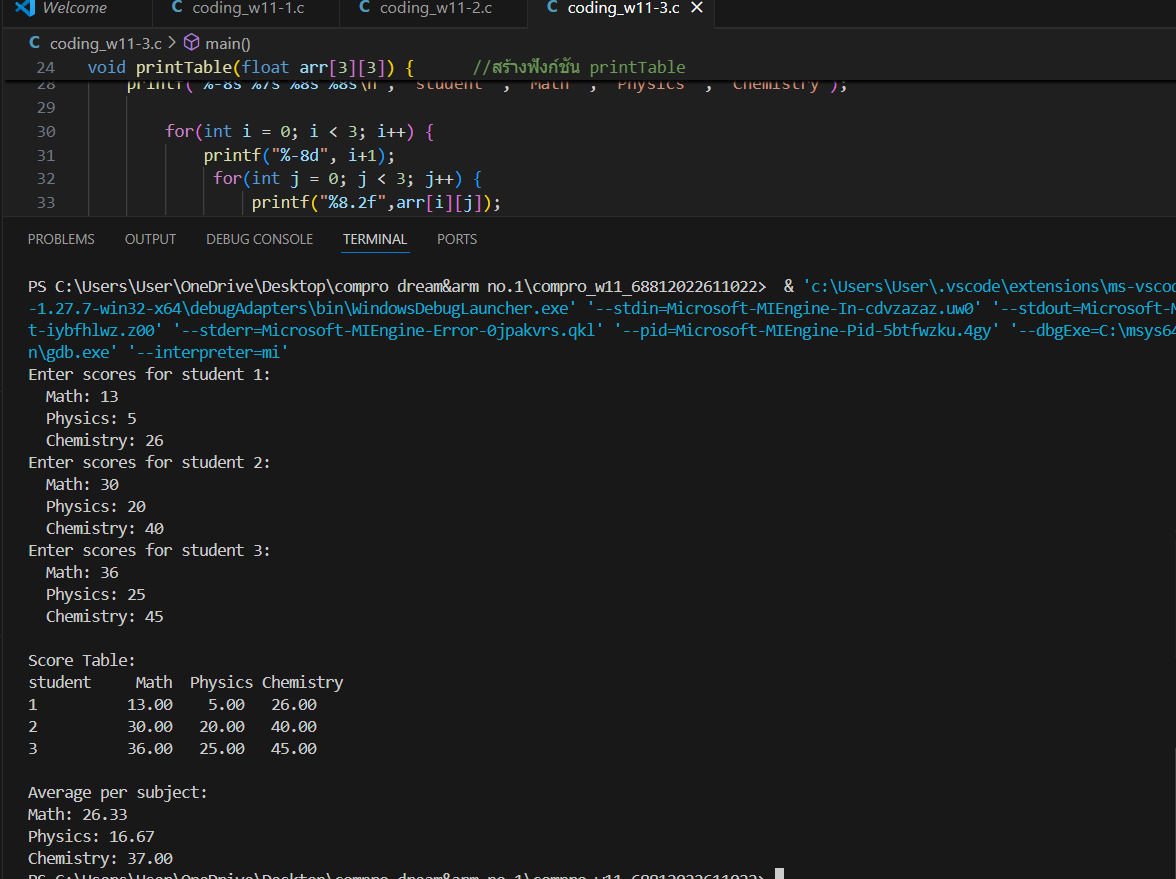 Welcome
C coding_w11-1.c
C coding_w11-2.c
C coding_w11-3.c ×
C coding_w11-3.c > main()
24 void printTable(float arr[3][3]) { //สร้างฟังก์ชัน printTable
28 printf("%-8s %7s %8s %8s\n", "student" , "Math" , "Physics" , "Chemistry");
29
30 for(int i = 0; i < 3; i++) {
31 printf("%-8d", i+1);
32 for(int j = 0; j < 3; j++) {
33 printf("%8.2f",arr[i][j]);
PROBLEMS OUTPUT DEBUG CONSOLE TERMINAL PORTS
PS C:\Users\User\OneDrive\Desktop\compro dream&arm no.1\compro_w11_68812022611022> & 'c:\Users\User\.vscode\extensions\ms-vscod
-1.27.7-win32-x64\debugAdapters\bin\WindowsDebugLauncher.exe' '--stdin=Microsoft-MIEngine-In-cdvzazaz.uw0' '--stdout=Microsoft-M
t-iybfhlwz.z00' '--stderr=Microsoft-MIEngine-Error-0jpakvrs.qkl' '--pid=Microsoft-MIEngine-Pid-5btfwzku.4gy' '--dbgExe=C:\msys64
n\gdb.exe' '--interpreter=mi'
Enter scores for student 1:
Math: 13
Physics: 5
Chemistry: 26
Enter scores for student 2:
Math: 30
Physics: 20
Chemistry: 40
Enter scores for student 3:
Math: 36
Physics: 25
Chemistry: 45
Score Table:
student Math Physics Chemistry
1 13.00 5.00 26.00
2 30.00 20.00 40.00
3 36.00 25.00 45.00
Average per subject:
Math: 26.33
Physics: 16.67
Chemistry: 37.00
PS C:\Users\User\OneDrive\Desktop\compro dream&arm no.1\compro_w11_68812022611022>